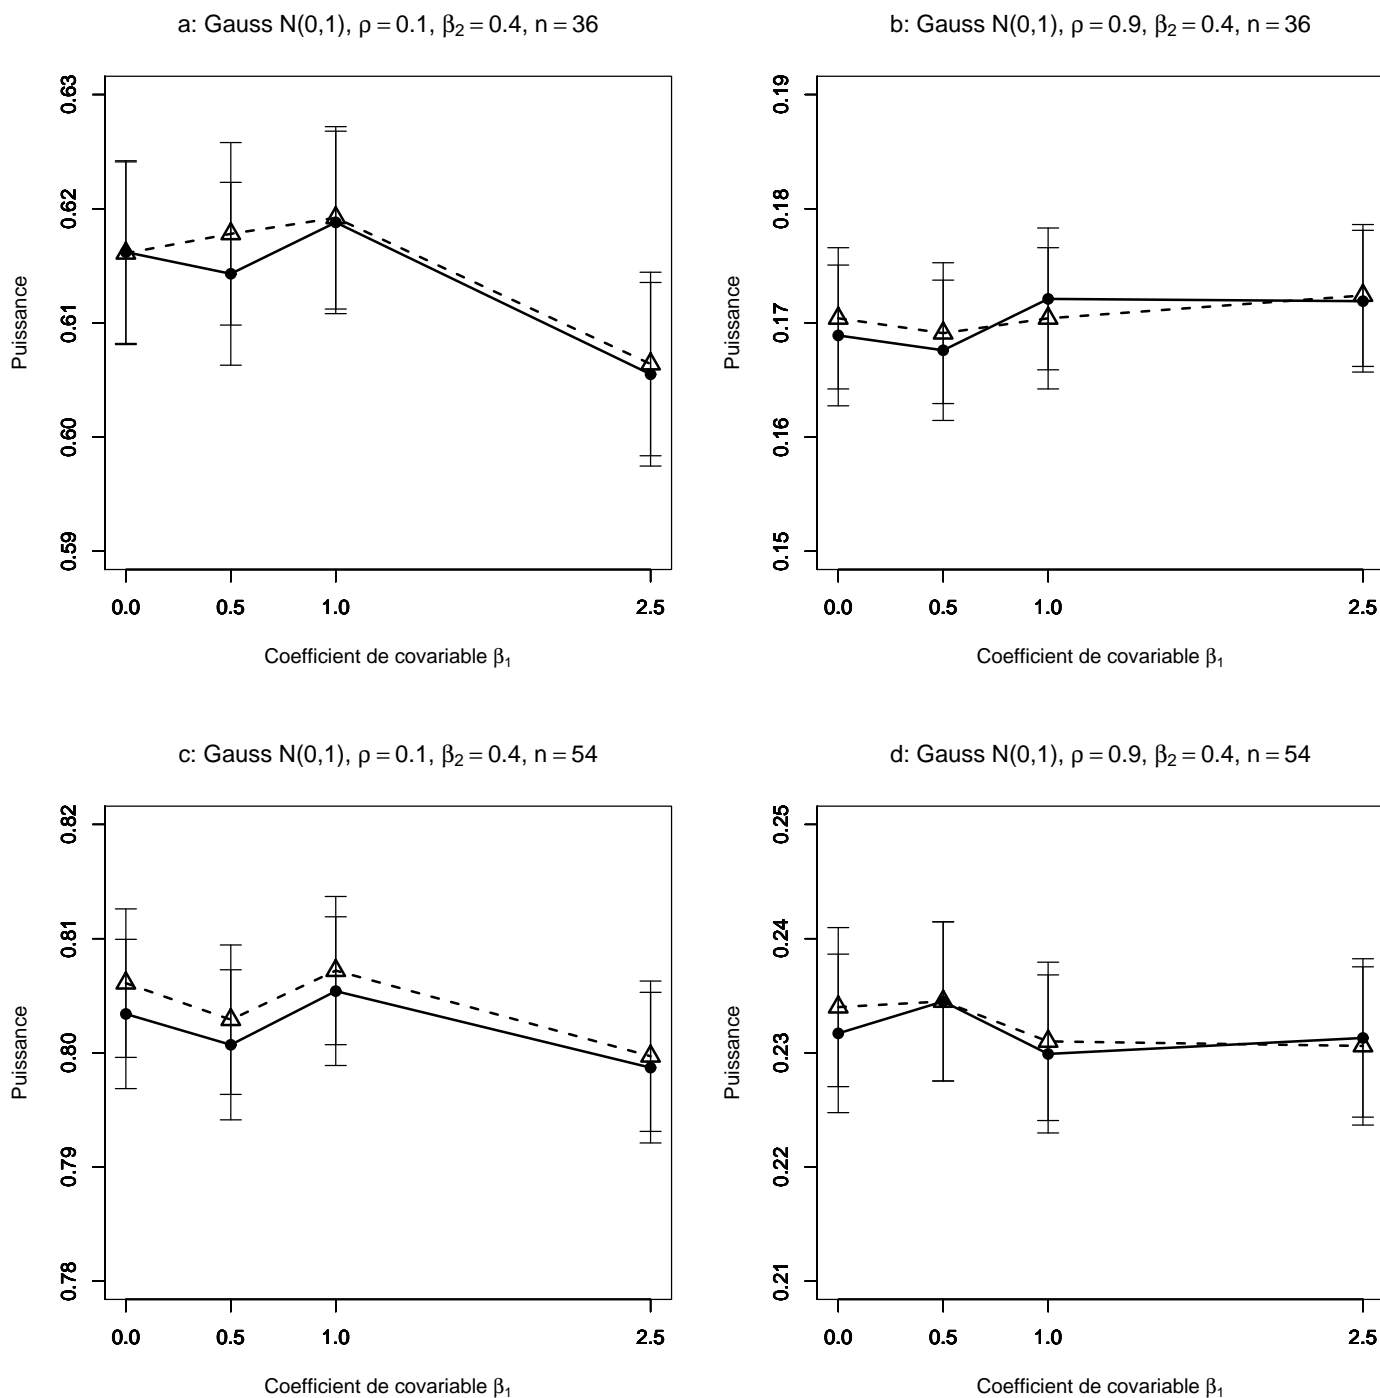 a: Gauss N(0,1), ρ = 0.1, β₂ = 0.4, n = 36
Puissance
0.63
0.62
0.61
0.60
0.59
0.0 0.5 1.0 2.5
Coefficient de covariable β₁
b: Gauss N(0,1), ρ = 0.9, β₂ = 0.4, n = 36
Puissance
0.19
0.18
0.17
0.16
0.15
0.0 0.5 1.0 2.5
Coefficient de covariable β₁
c: Gauss N(0,1), ρ = 0.1, β₂ = 0.4, n = 54
Puissance
0.82
0.81
0.80
0.79
0.78
0.0 0.5 1.0 2.5
Coefficient de covariable β₁
d: Gauss N(0,1), ρ = 0.9, β₂ = 0.4, n = 54
Puissance
0.25
0.24
0.23
0.22
0.21
0.0 0.5 1.0 2.5
Coefficient de covariable β₁